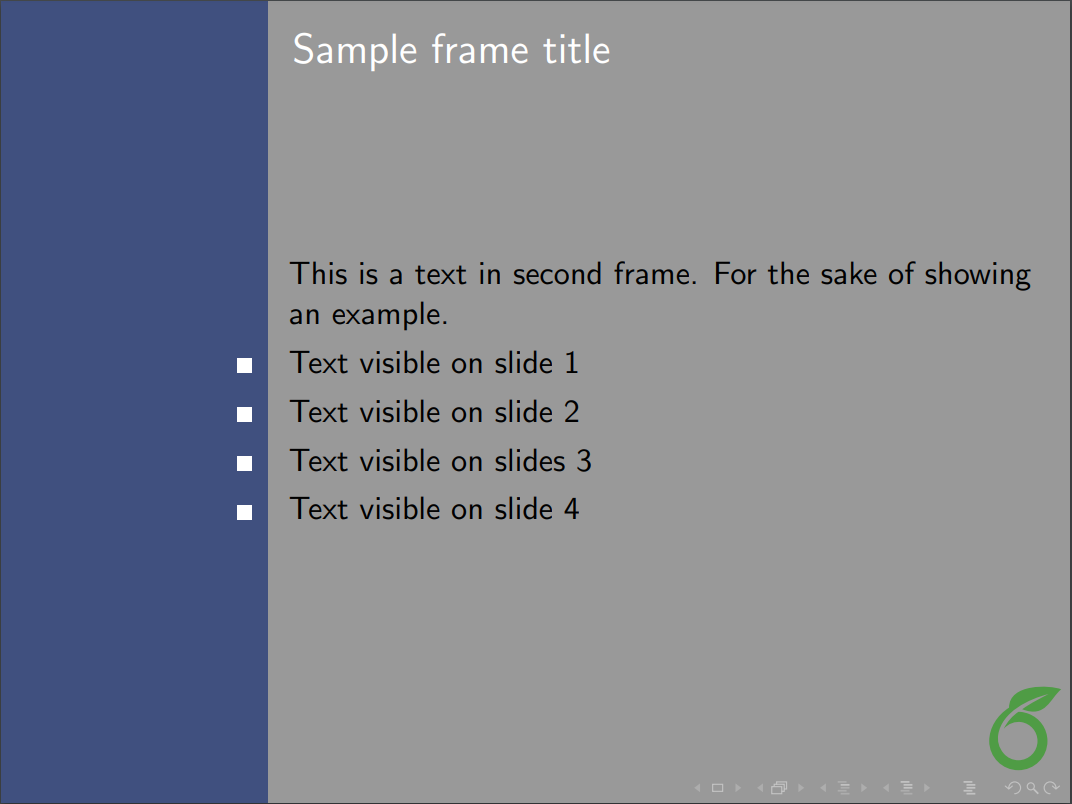 Sample frame title
This is a text in second frame. For the sake of showing
an example.
Text visible on slide 1
Text visible on slide 2
Text visible on slides 3
Text visible on slide 4